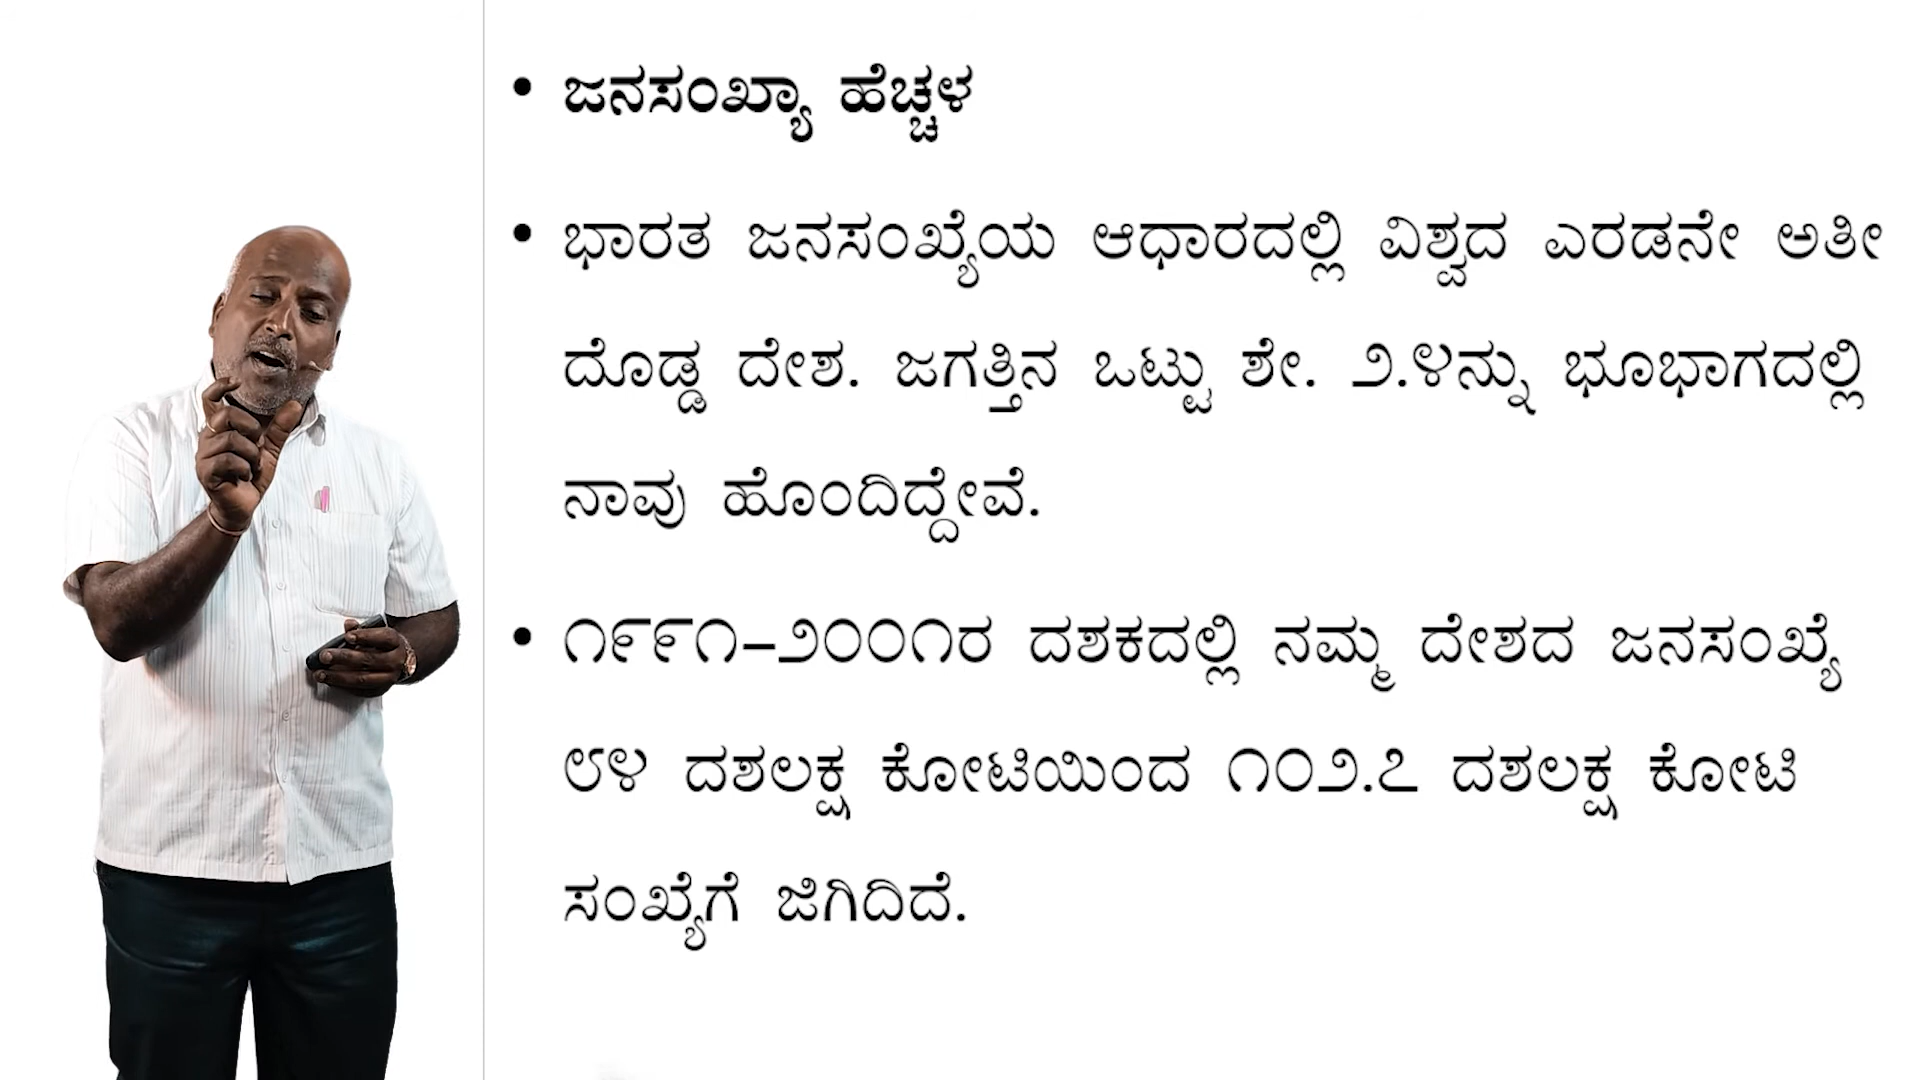 • ಜನಸಂಖ್ಯಾ ಹೆಚ್ಚಳ
• ಭಾರತ ಜನಸಂಖ್ಯೆಯ ಆಧಾರದಲ್ಲಿ ವಿಶ್ವದ ಎರಡನೇ ಅತೀ
ದೊಡ್ಡ ದೇಶ. ಜಗತ್ತಿನ ಒಟ್ಟು ಶೇ. ೨.೪ನ್ನು ಭೂಭಾಗದಲ್ಲಿ
ನಾವು ಹೊಂದಿದ್ದೇವೆ.
• ೧೯೯೧–೨೦೦೧ರ ದಶಕದಲ್ಲಿ ನಮ್ಮ ದೇಶದ ಜನಸಂಖ್ಯೆ
೮೪ ದಶಲಕ್ಷ ಕೋಟಿಯಿಂದ ೧೦೨.೭ ದಶಲಕ್ಷ ಕೋಟಿ
ಸಂಖ್ಯೆಗೆ ಜಿಗಿದಿದೆ.